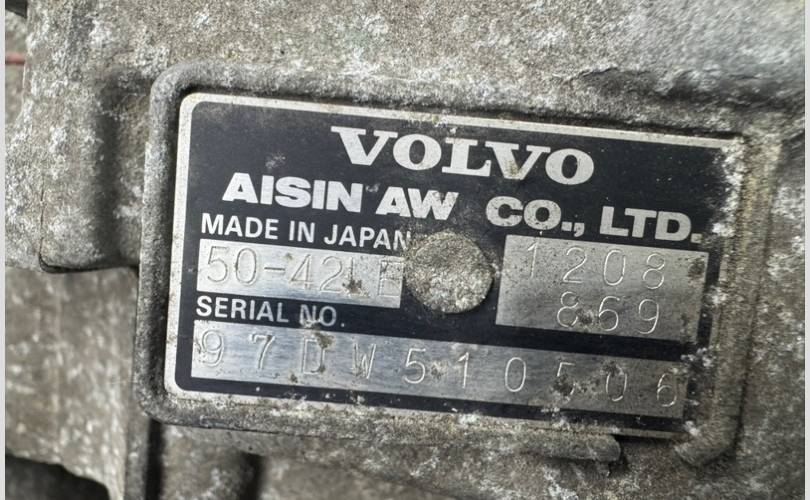 VOLVO
AISIN AW CO., LTD.
MADE IN JAPAN
50-42LE 1208
869
SERIAL NO.
97DW510506